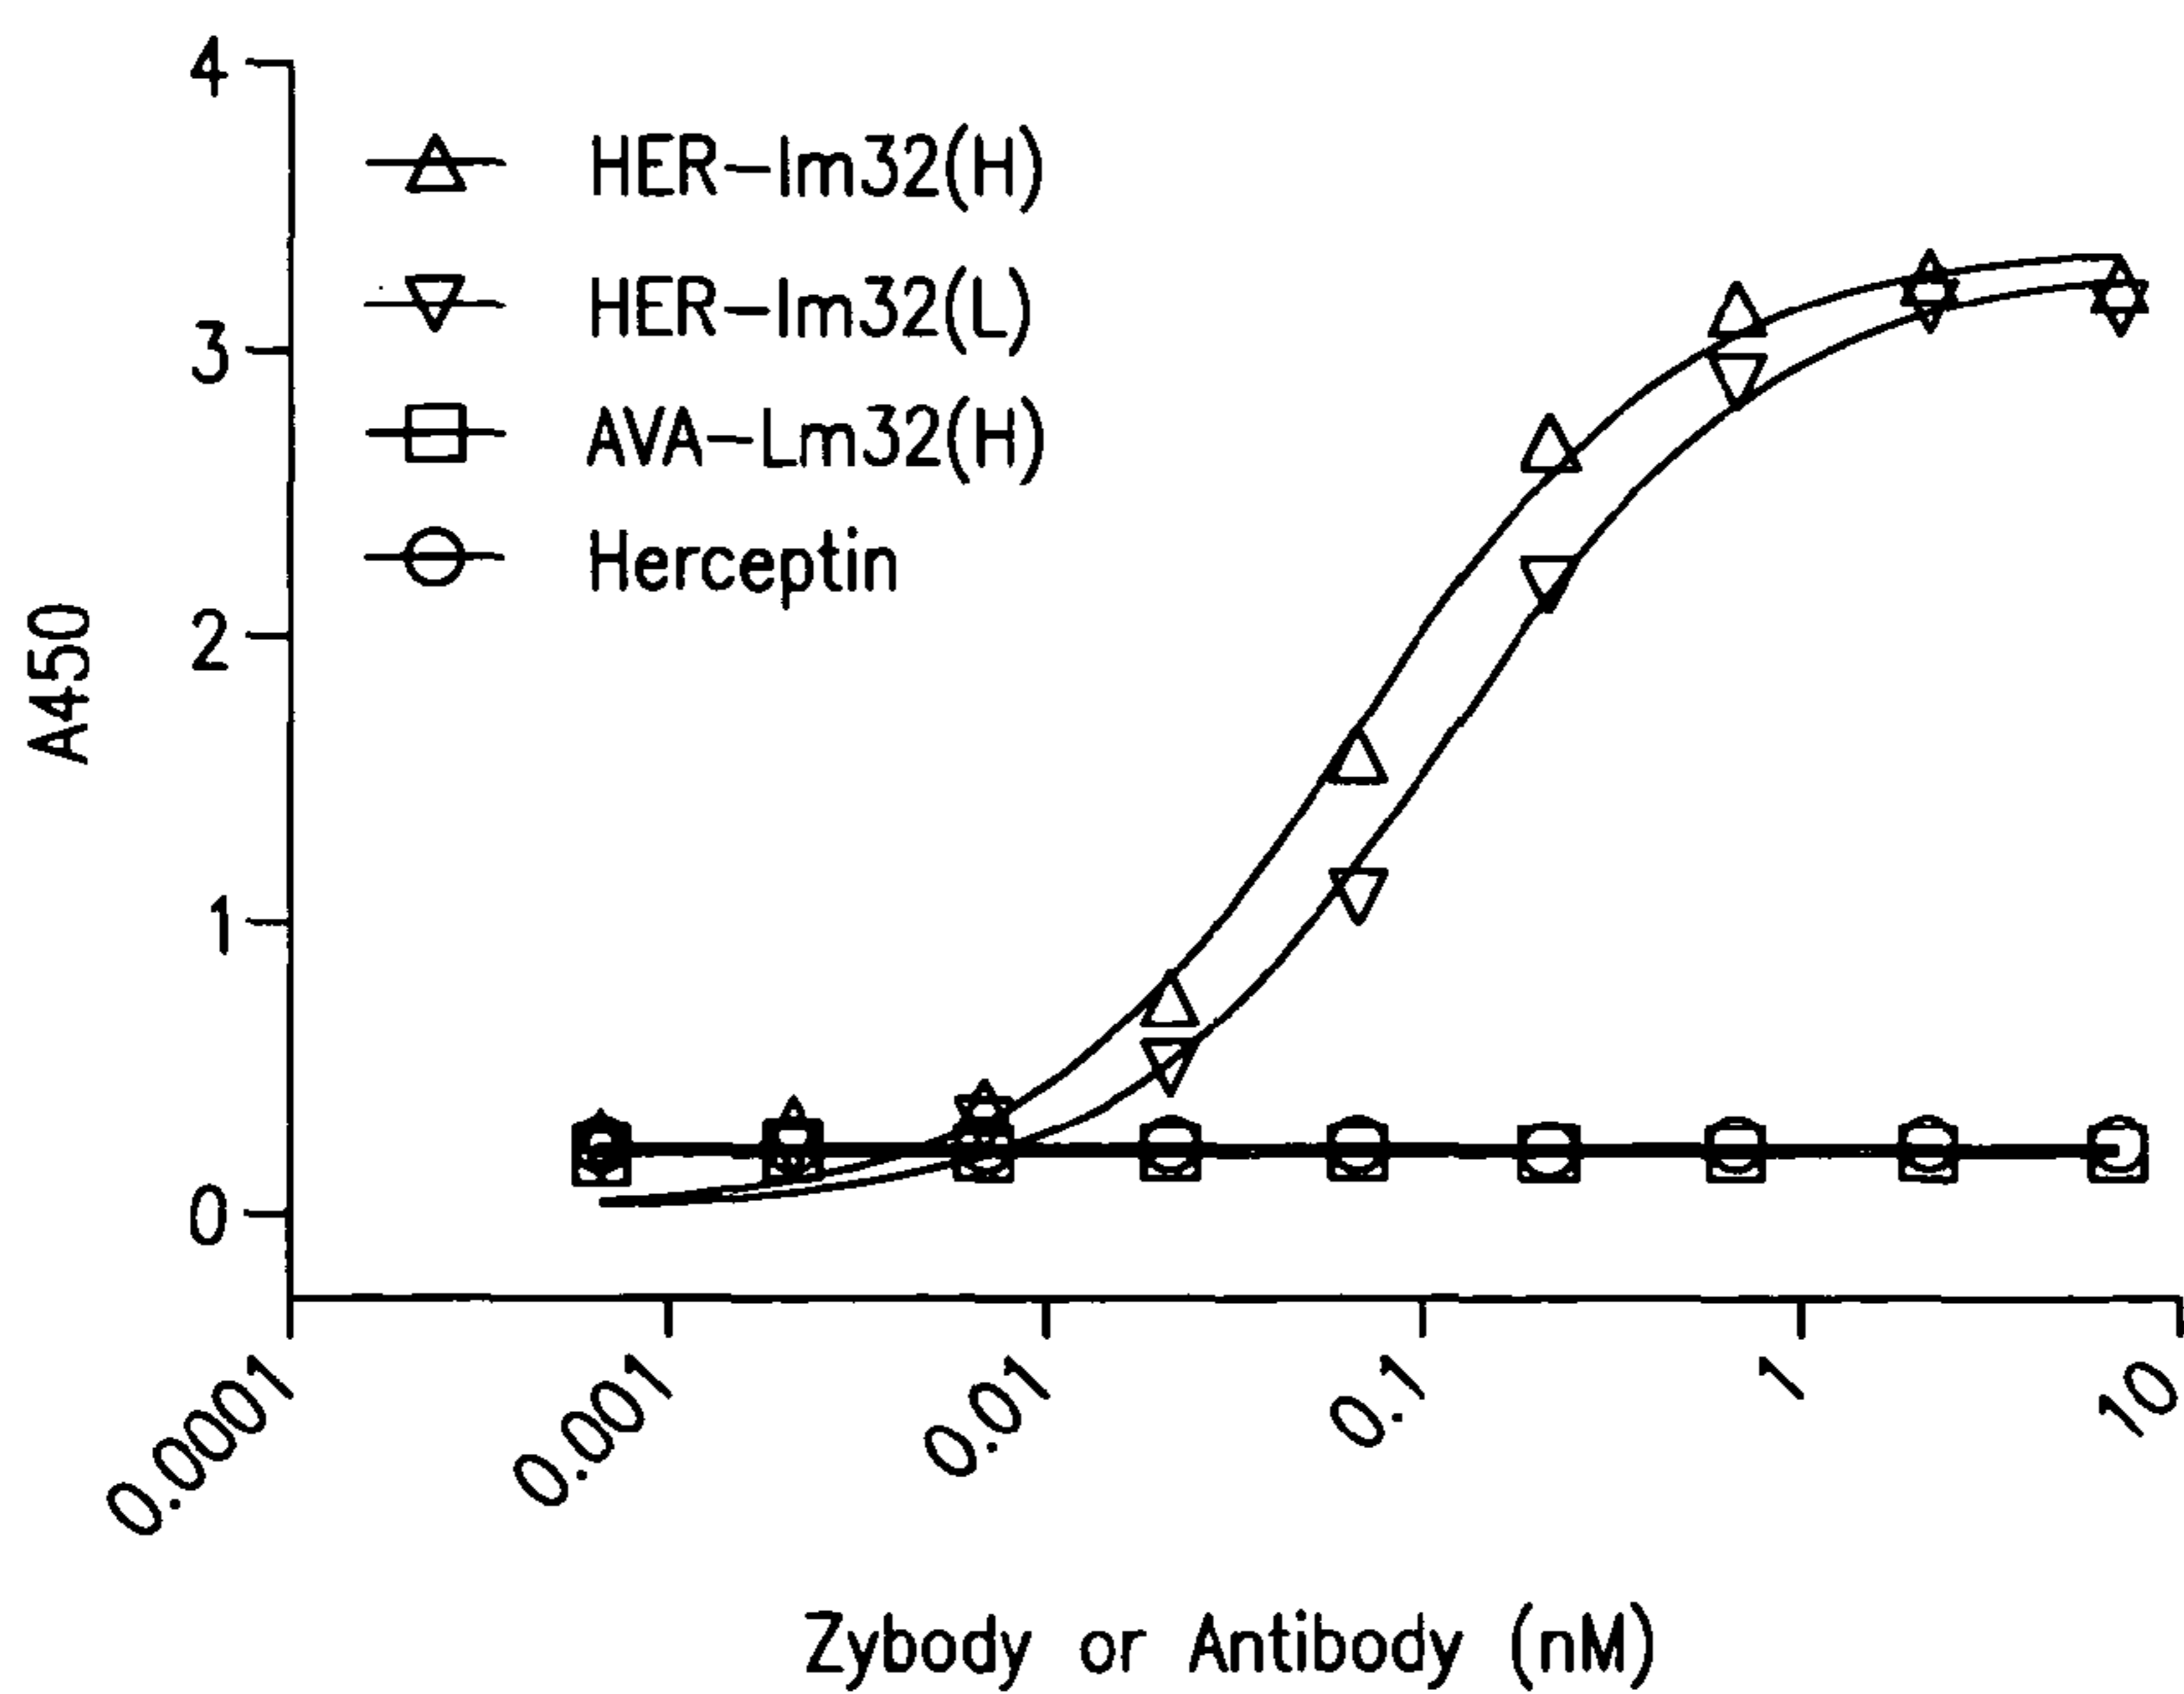 4
HER-Im32(H)
HER-Im32(L)
3
AVA-Lm32(H)
Herceptin
2
A450
1
0
0.0001 0.001 0.01 0.1 1 10
Zybody or Antibody (nM)